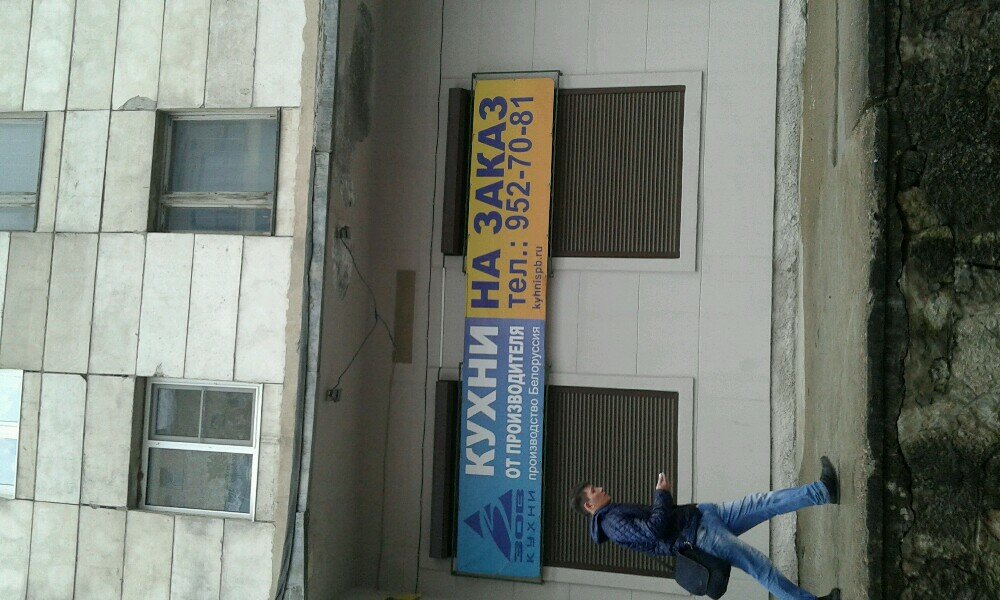 ЗОВ
КУХНИ
КУХНИ
ОТ ПРОИЗВОДИТЕЛЯ
производство Белоруссия
НА ЗАКАЗ
тел.: 952-70-81
kyhnispb.ru